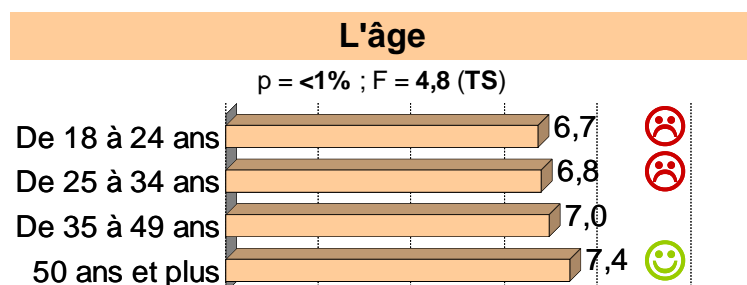 L'âge
p = <1% ; F = 4,8 (TS)
De 18 à 24 ans 6,7
De 25 à 34 ans 6,8
De 35 à 49 ans 7,0
50 ans et plus 7,4